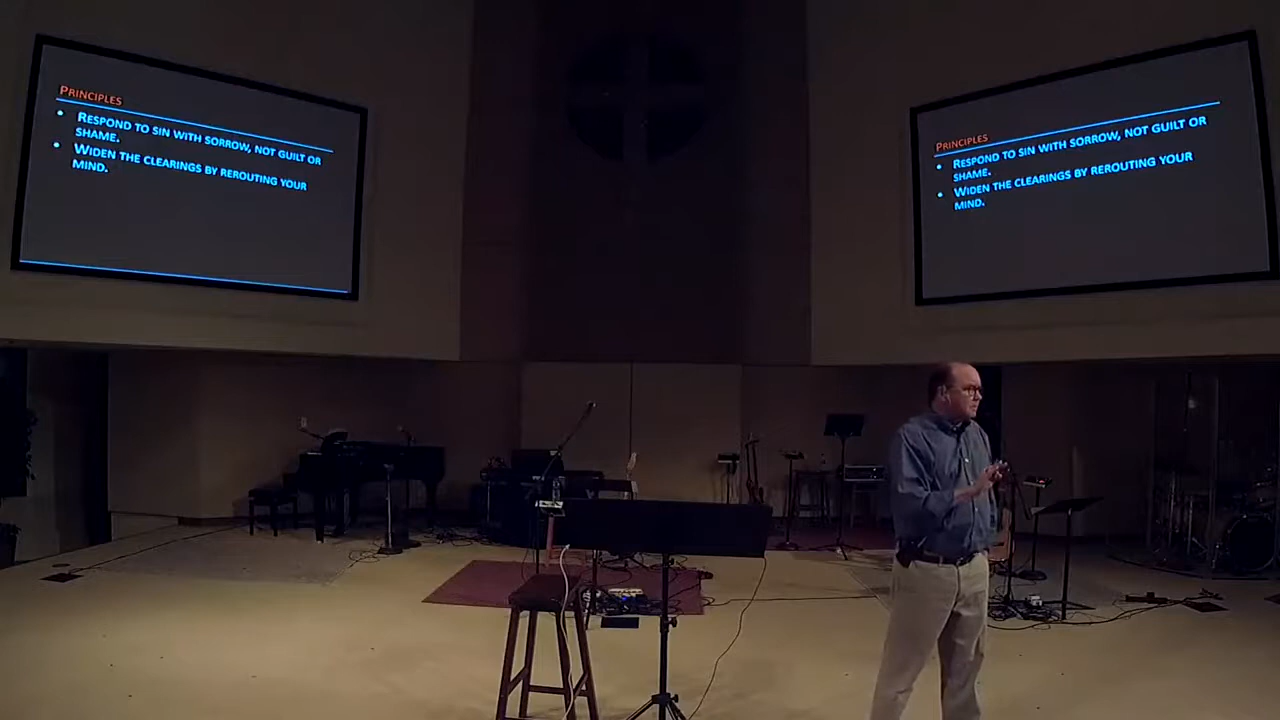 PRINCIPLES
• RESPOND TO SIN WITH SORROW, NOT GUILT OR
SHAME.
• WIDEN THE CLEARINGS BY REROUTING YOUR
MIND.
PRINCIPLES
• RESPOND TO SIN WITH SORROW, NOT GUILT OR
SHAME.
• WIDEN THE CLEARINGS BY REROUTING YOUR
MIND.